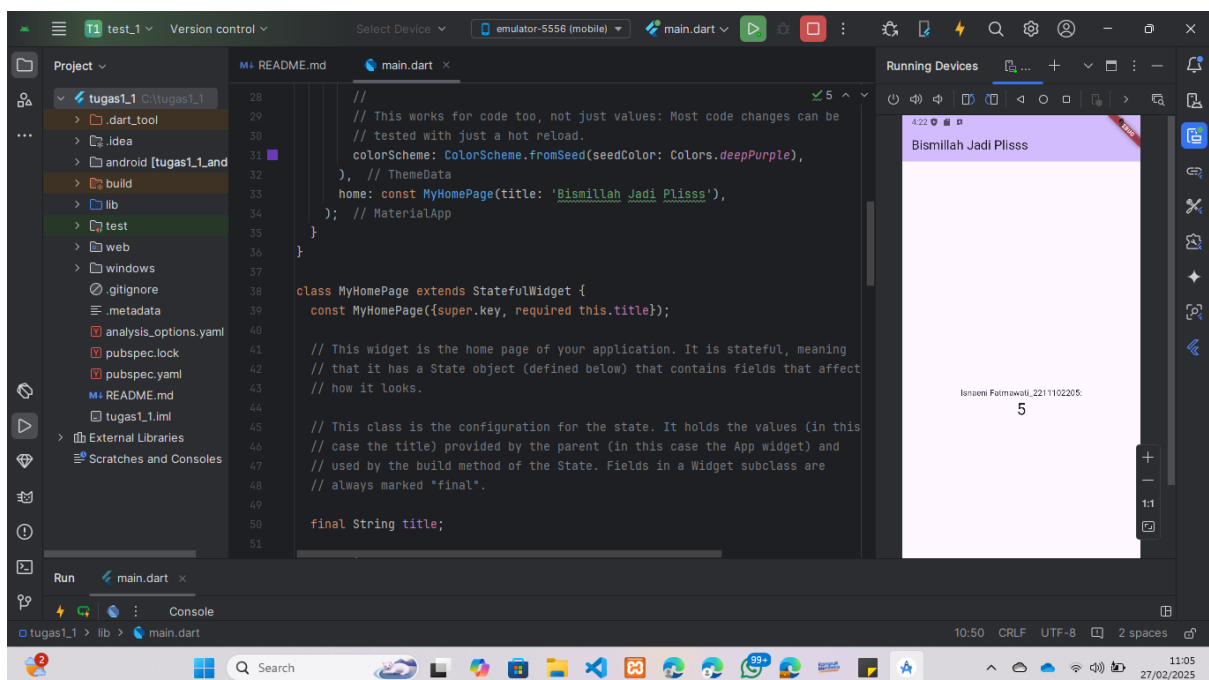 T1 test_1 Version control Select Device emulator-5556 (mobile) main.dart
Project
README.md
main.dart
Running Devices
tugas1_1 C:\tugas1_1
.dart_tool
.idea
android [tugas1_1_and
build
lib
test
web
windows
.gitignore
.metadata
analysis_options.yaml
pubspec.lock
pubspec.yaml
README.md
tugas1_1.iml
External Libraries
Scratches and Consoles
5
28 //
29 // This works for code too, not just values: Most code changes can be
30 // tested with just a hot reload.
31 colorScheme: ColorScheme.fromSeed(seedColor: Colors.deepPurple),
32 ), // ThemeData
33 home: const MyHomePage(title: 'Bismillah Jadi Plisss'),
34 ); // MaterialApp
35 }
36 }
37
38 class MyHomePage extends StatefulWidget {
39 const MyHomePage({super.key, required this.title});
40
41 // This widget is the home page of your application. It is stateful, meaning
42 // that it has a State object (defined below) that contains fields that affect
43 // how it looks.
44
45 // This class is the configuration for the state. It holds the values (in this
46 // case the title) provided by the parent (in this case the App widget) and
47 // used by the build method of the State. Fields in a Widget subclass are
48 // always marked "final".
49
50 final String title;
51
4:22
Bismillah Jadi Plisss
Isnaeni Fatmawati_2211102205:
5
1:1
Run main.dart
Console
tugas1_1 > lib > main.dart
10:50 CRLF UTF-8 2 spaces
2
Search
99+
11:05
27/02/2025